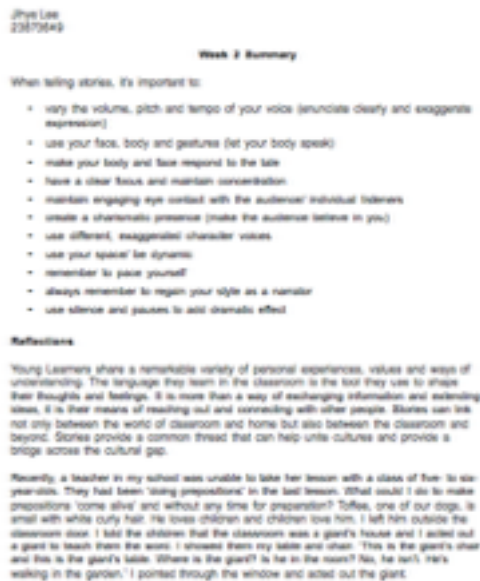 Jihye Lee
23873649
Week 2 Summary
When telling stories, it's important to:
• vary the volume, pitch and tempo of your voice (enunciate clearly and exaggerate
expression)
• use your face, body and gestures (let your body speak)
• make your body and face respond to the tale
• have a clear focus and maintain concentration
• maintain engaging eye contact with the audience/ individual listeners
• create a charismatic presence (make the audience believe in you)
• use different, exaggerated character voices
• use your space/ be dynamic
• remember to pace yourself
• always remember to regain your style as a narrator
• use silence and pauses to add dramatic effect
Reflections
Young Learners share a remarkable variety of personal experiences, values and ways of
understanding. The language they learn in the classroom is the tool they use to shape
their thoughts and feelings. It is more than a way of exchanging information and extending
ideas, it is their means of reaching out and connecting with other people. Stories can link
not only between the world of classroom and home but also between the classroom and
beyond. Stories provide a common thread that can help unite cultures and provide a
bridge across the cultural gap.
Recently, a teacher in my school was unable to take her lesson with a class of five- to six-
year-olds. They had been 'doing prepositions' in the last lesson. What could I do to make
prepositions 'come alive' and without any time for preparation? Toffee, one of our dogs, is
small with white curly hair. He loves children and children love him. I left him outside the
classroom door. I told the children that the classroom was a giant's house and I acted out
a giant to teach them the word. I showed them my table and chair. 'This is the giant's chair
and this is the giant's table. Where is the giant? Is he in the room? No, he isn't. He's
walking in the garden.' I pointed through the window and acted out the giant